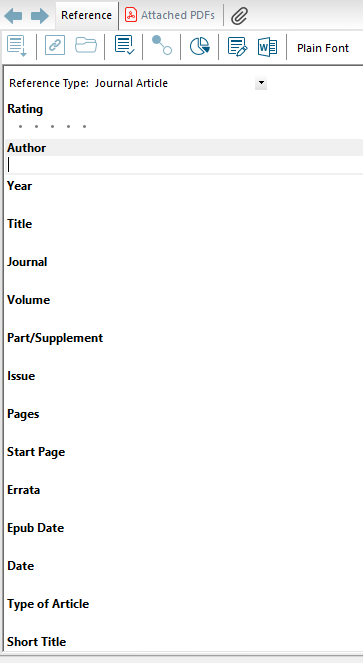 Reference Attached PDFs
Plain Font
Reference Type: Journal Article
Rating
Author
Year
Title
Journal
Volume
Part/Supplement
Issue
Pages
Start Page
Errata
Epub Date
Date
Type of Article
Short Title